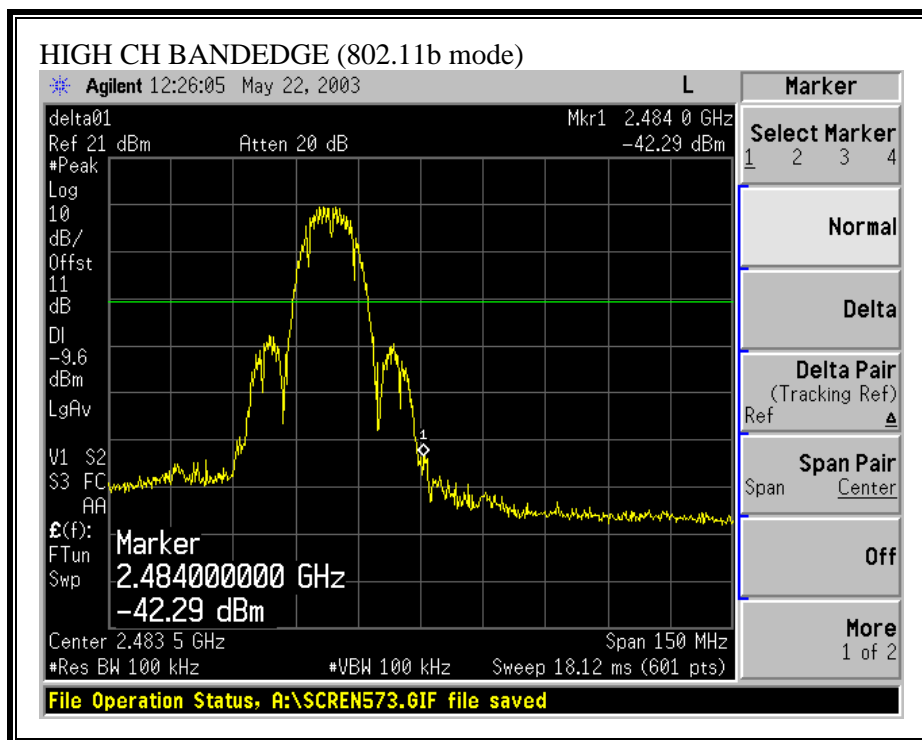 HIGH CH BANDEDGE (802.11b mode)
Agilent 12:26:05 May 22, 2003 L
delta01 Mkr1 2.484 0 GHz
Ref 21 dBm Atten 20 dB -42.29 dBm
#Peak
Log
10
dB/
Offst
11
dB
DI
-9.6
dBm
LgAv
V1 S2
S3 FC
AA
£(f):
FTun
Swp
1
Marker
2.484000000 GHz
-42.29 dBm
Center 2.483 5 GHz Span 150 MHz
#Res BW 100 kHz #VBW 100 kHz Sweep 18.12 ms (601 pts)
File Operation Status, A:\SCREN573.GIF file saved
Marker
Select Marker
1 2 3 4
Normal
Delta
Delta Pair
(Tracking Ref)
Ref Δ
Span Pair
Span Center
Off
More
1 of 2